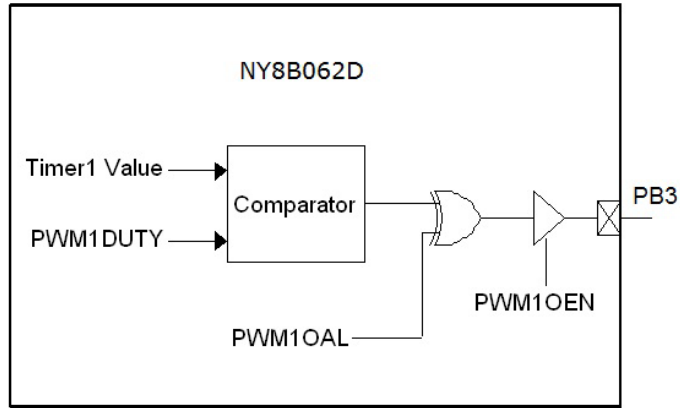 NY8B062D
Timer1 Value
Comparator
PB3
PWM1DUTY
PWM1OEN
PWM1OAL